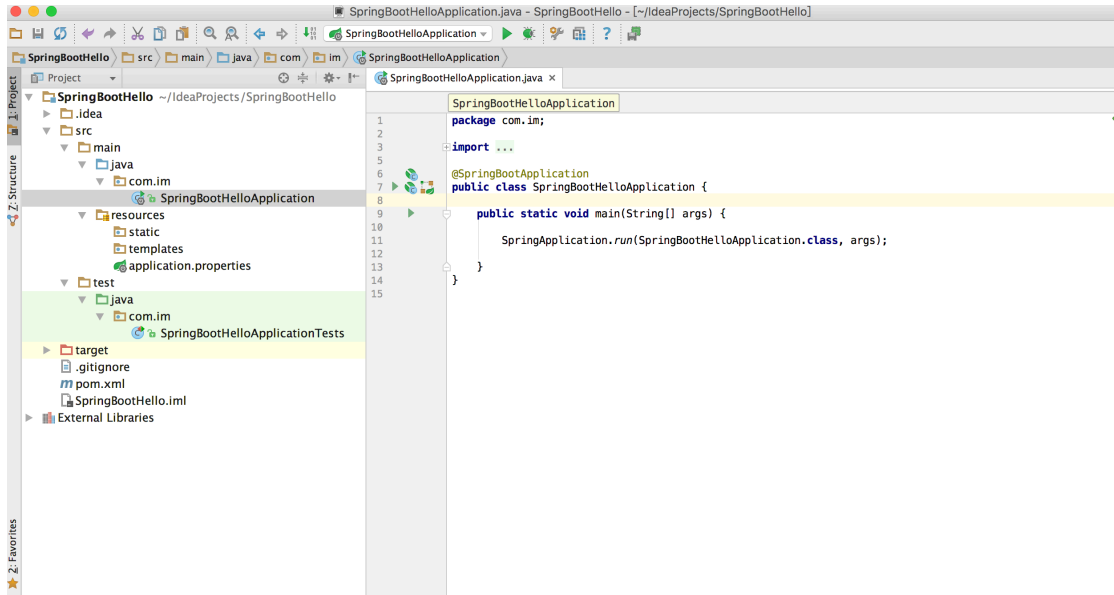 SpringBootHelloApplication.java - SpringBootHello - [~/IdeaProjects/SpringBootHello]
SpringBootHelloApplication
SpringBootHello src main java com im SpringBootHelloApplication
1: Project
7: Structure
2: Favorites
Project
SpringBootHello ~/IdeaProjects/SpringBootHello
.idea
src
main
java
com.im
SpringBootHelloApplication
resources
static
templates
application.properties
test
java
com.im
SpringBootHelloApplicationTests
target
.gitignore
pom.xml
SpringBootHello.iml
External Libraries
SpringBootHelloApplication.java
SpringBootHelloApplication
1 package com.im;
2
3 import ...
5
6 @SpringBootApplication
7 public class SpringBootHelloApplication {
8
9 public static void main(String[] args) {
10
11 SpringApplication.run(SpringBootHelloApplication.class, args);
12
13 }
14 }
15